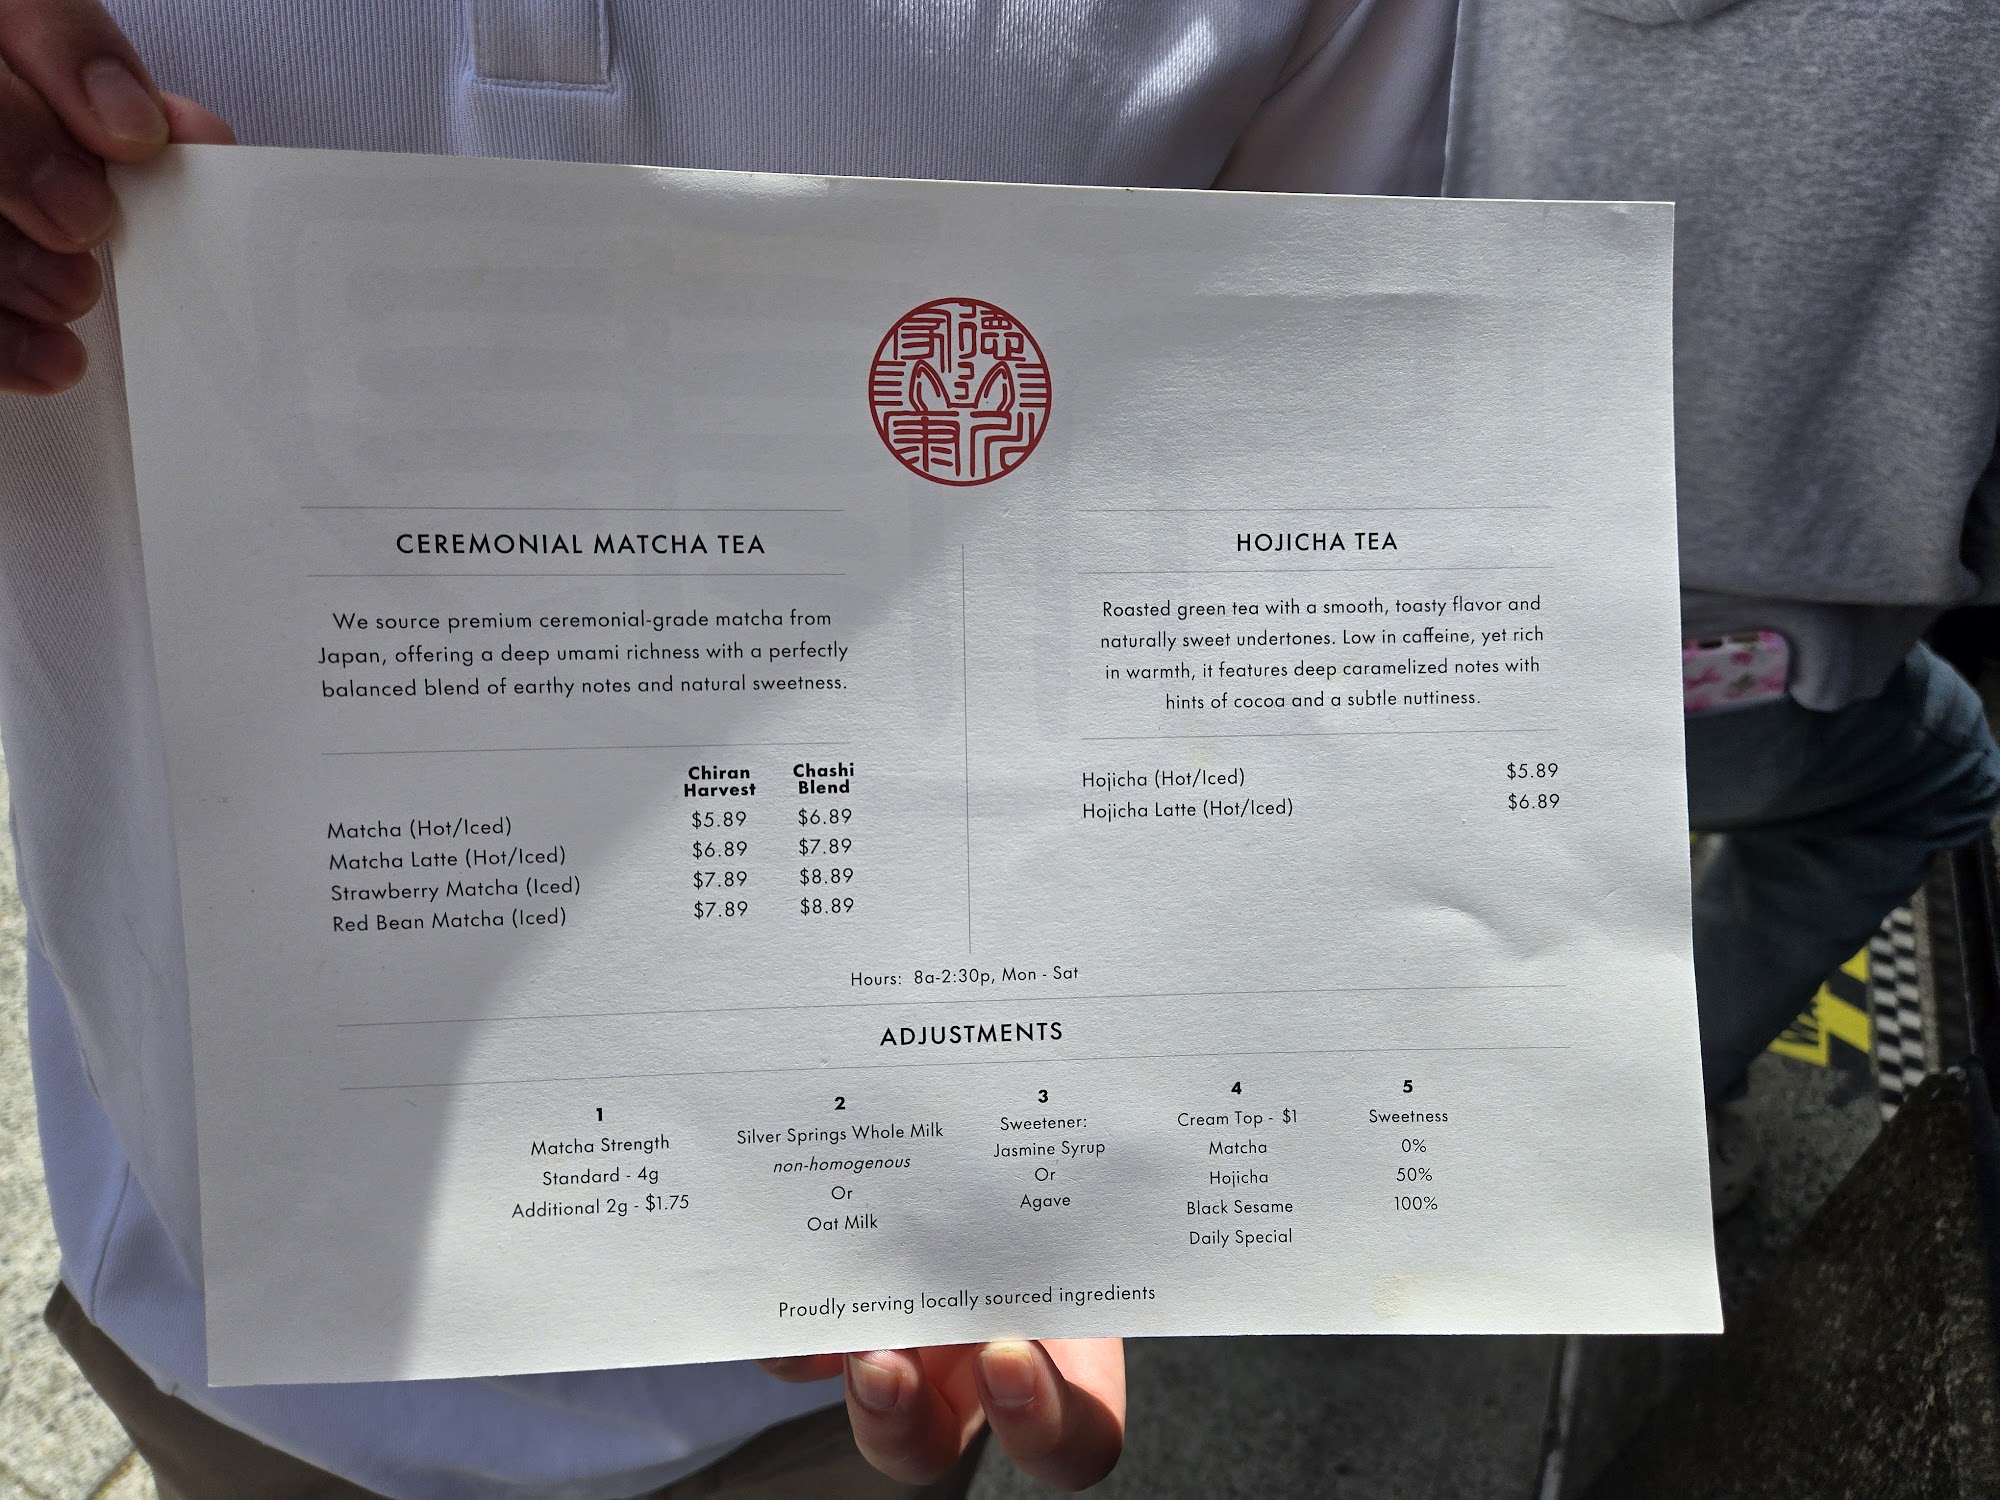 CEREMONIAL MATCHA TEA
We source premium ceremonial-grade matcha from
Japan, offering a deep umami richness with a perfectly
balanced blend of earthy notes and natural sweetness.
Chiran Harvest Chashi Blend
Matcha (Hot/Iced) $5.89 $6.89
Matcha Latte (Hot/Iced) $6.89 $7.89
Strawberry Matcha (Iced) $7.89 $8.89
Red Bean Matcha (Iced) $7.89 $8.89
HOJICHA TEA
Roasted green tea with a smooth, toasty flavor and
naturally sweet undertones. Low in caffeine, yet rich
in warmth, it features deep caramelized notes with
hints of cocoa and a subtle nuttiness.
Hojicha (Hot/Iced) $5.89
Hojicha Latte (Hot/Iced) $6.89
Hours: 8a-2:30p, Mon - Sat
ADJUSTMENTS
1
Matcha Strength
Standard - 4g
Additional 2g - $1.75
2
Silver Springs Whole Milk
non-homogenous
Or
Oat Milk
3
Sweetener:
Jasmine Syrup
Or
Agave
4
Cream Top - $1
Matcha
Hojicha
Black Sesame
Daily Special
5
Sweetness
0%
50%
100%
Proudly serving locally sourced ingredients